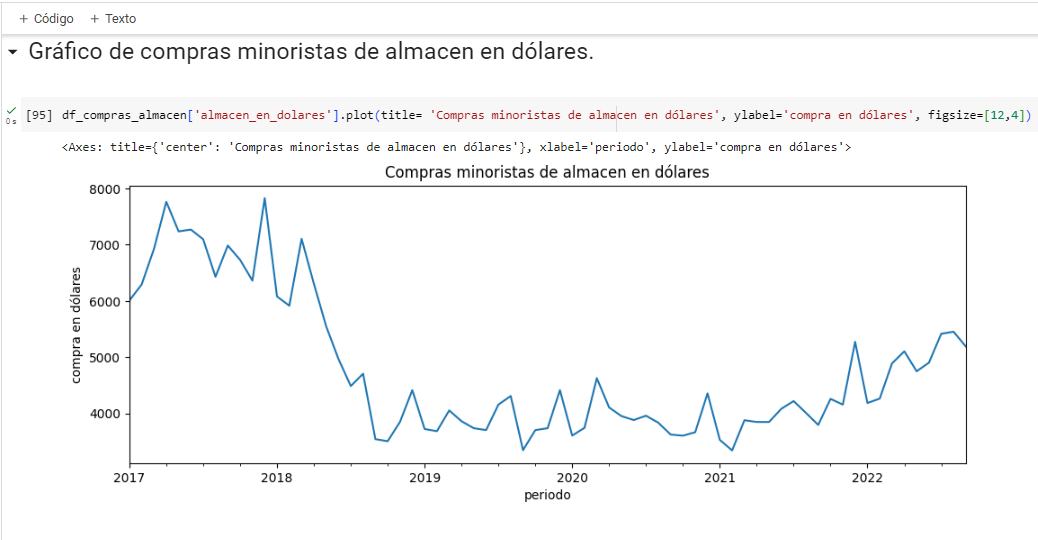 + Código + Texto
Gráfico de compras minoristas de almacen en dólares.
[95] df_compras_almacen['almacen_en_dolares'].plot(title= 'Compras minoristas de almacen en dólares', ylabel='compra en dólares', figsize=[12,4])
0 s
<Axes: title={'center': 'Compras minoristas de almacen en dólares'}, xlabel='periodo', ylabel='compra en dólares'>
Compras minoristas de almacen en dólares
8000
7000
6000
5000
4000
compra en dólares
2017 2018 2019 2020 2021 2022
periodo